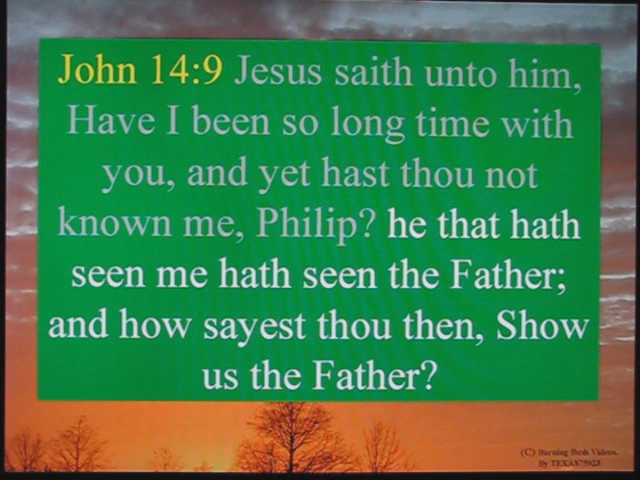 John 14:9 Jesus saith unto him,
Have I been so long time with
you, and yet hast thou not
known me, Philip? he that hath
seen me hath seen the Father;
and how sayest thou then, Show
us the Father?
(C) Burning Bush Videos,
By TEXAS75023